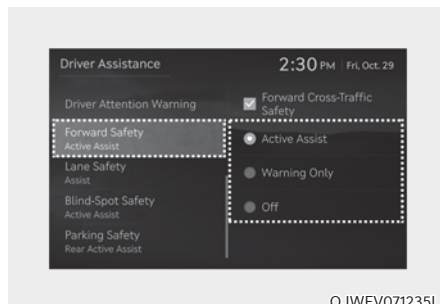 Driver Assistance
2:30 PM Fri, Oct. 29
Driver Attention Warning
Forward Safety
Active Assist
Lane Safety
Assist
Blind-Spot Safety
Active Assist
Parking Safety
Rear Active Assist
Forward Cross-Traffic
Safety
Active Assist
Warning Only
Off
OJWEV071235L